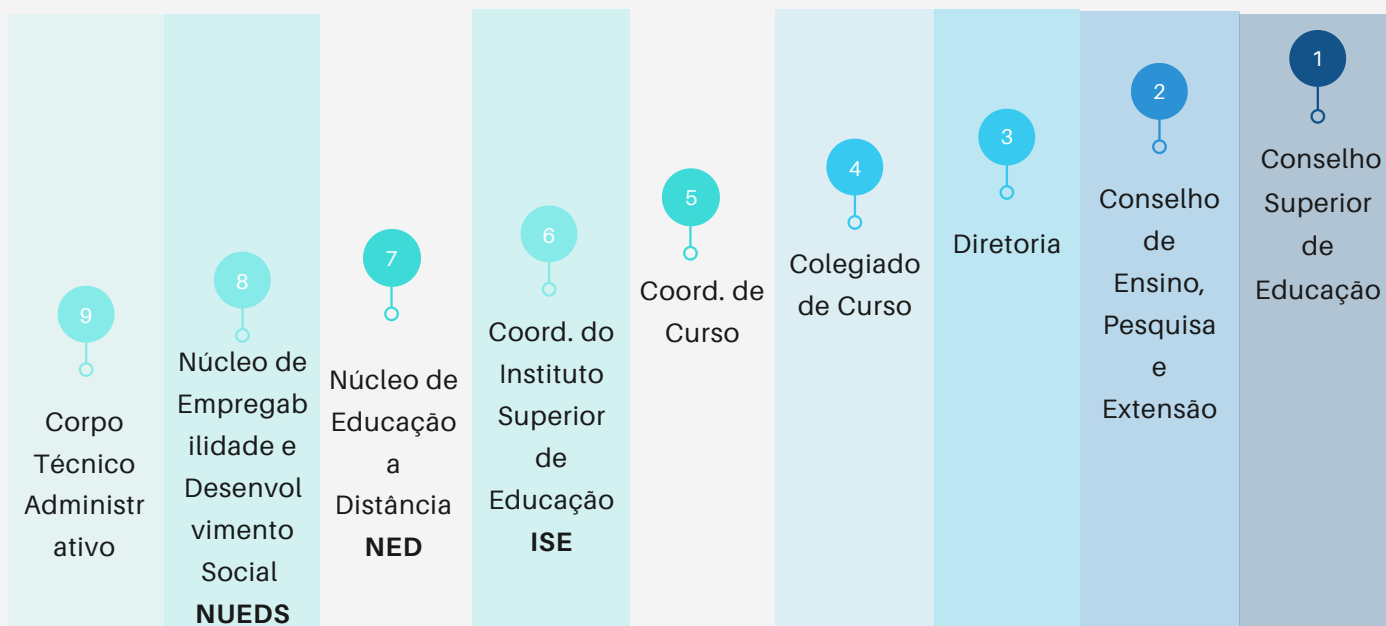 1
Conselho
Superior
de
Educação
2
Conselho
de
Ensino,
Pesquisa
e
Extensão
3
Diretoria
4
Colegiado
de Curso
5
Coord. de
Curso
6
Coord. do
Instituto
Superior
de
Educação
ISE
7
Núcleo de
Educação
a
Distância
NED
8
Núcleo de
Empregab
ilidade e
Desenvol
vimento
Social
NUEDS
9
Corpo
Técnico
Administr
ativo